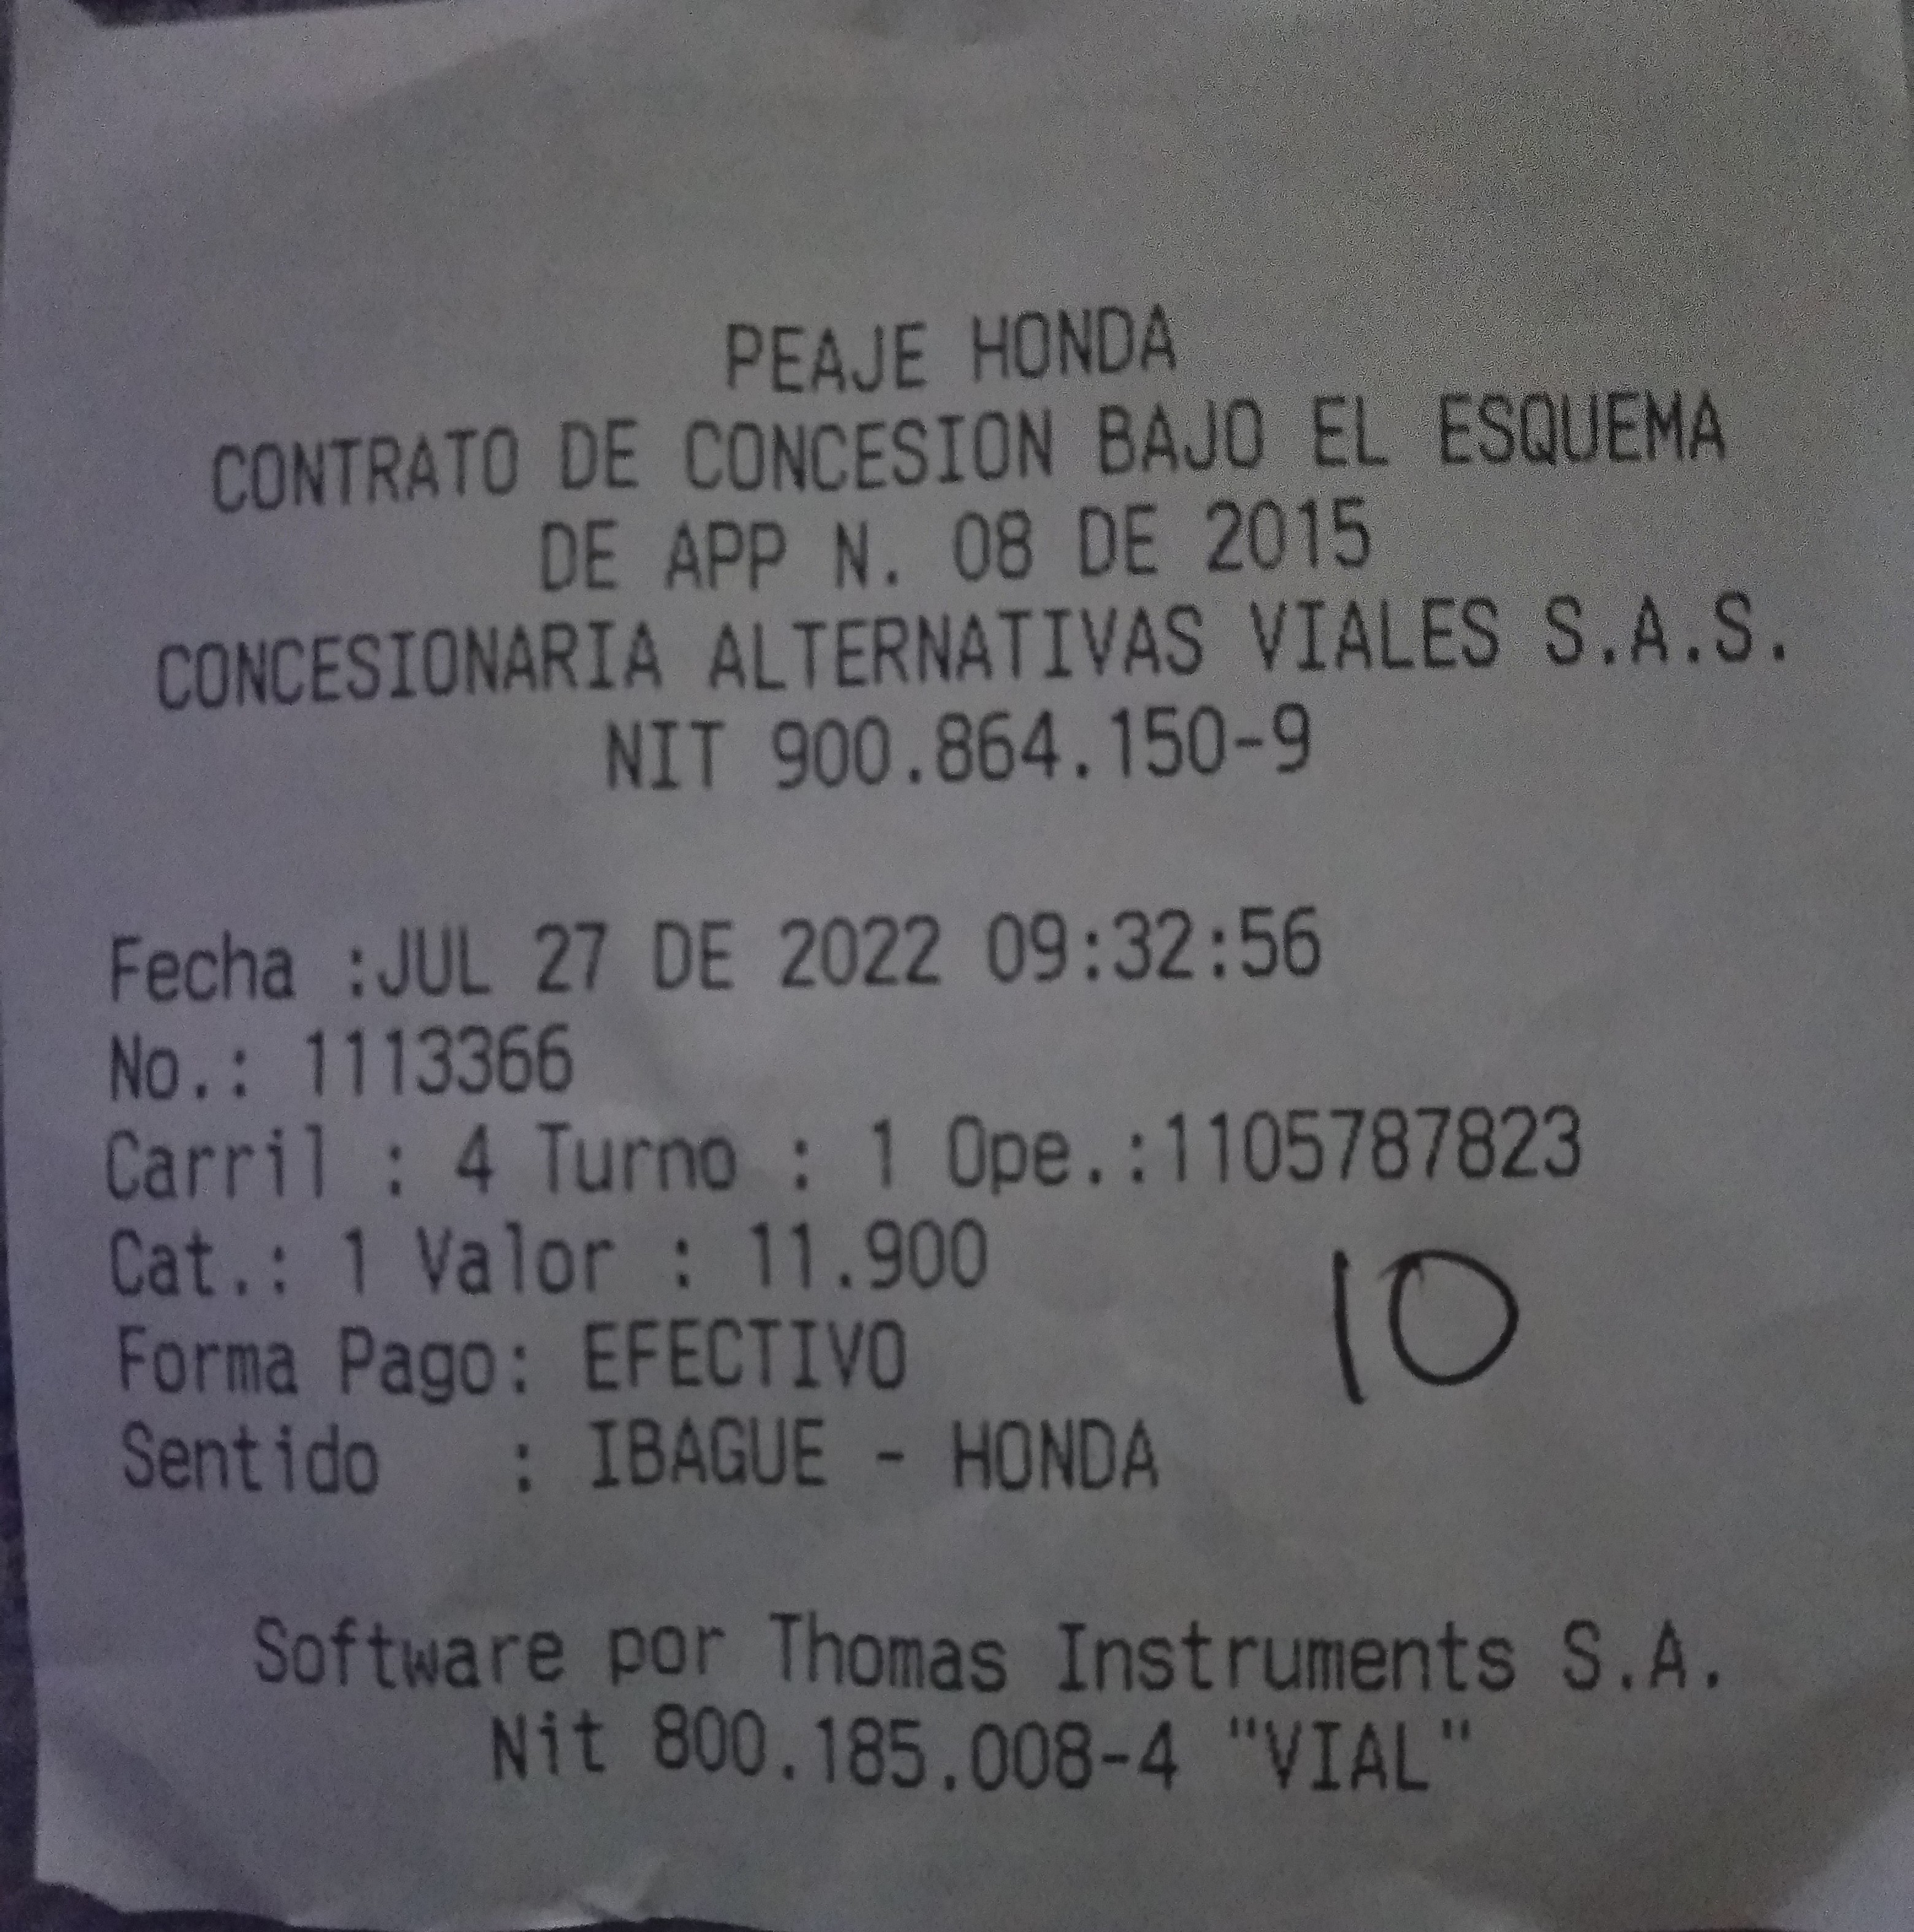 PEAJE HONDA
CONTRATO DE CONCESION BAJO EL ESQUEMA
DE APP N. 08 DE 2015
CONCESIONARIA ALTERNATIVAS VIALES S.A.S.
NIT 900.864.150-9
Fecha :JUL 27 DE 2022 09:32:56
No.: 1113366
Carril : 4 Turno : 1 Ope.:1105787823
Cat.: 1 Valor : 11.900
10
Forma Pago: EFECTIVO
Sentido : IBAGUE - HONDA
Software por Thomas Instruments S.A.
Nit 800.185.008-4 "VIAL"